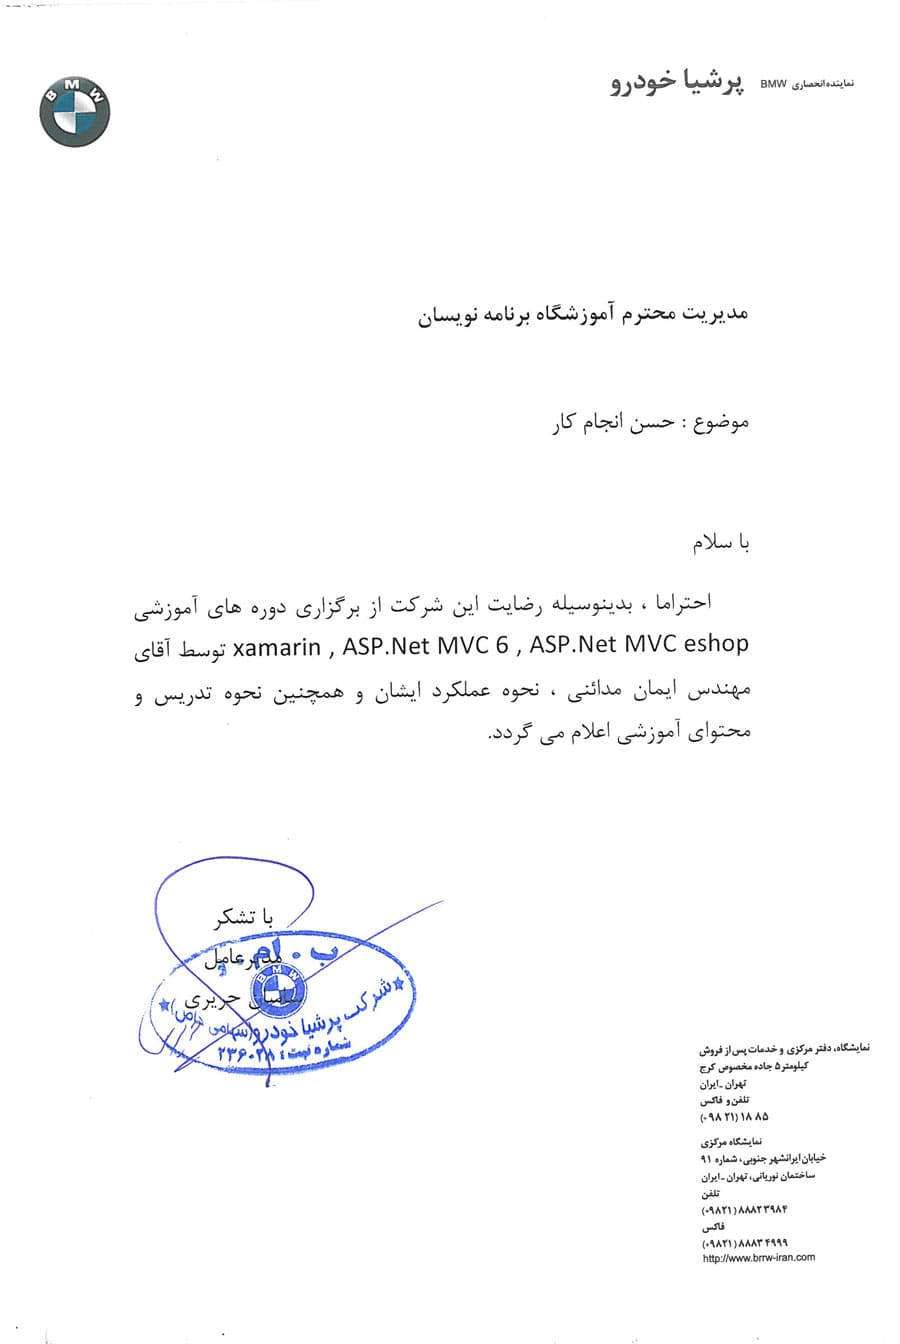 BMW
نماینده انحصاری BMW پرشیا خودرو
مدیریت محترم آموزشگاه برنامه نویسان
موضوع : حسن انجام کار
با سلام
احتراما ، بدینوسیله رضایت این شرکت از برگزاری دوره های آموزشی
xamarin , ASP.Net MVC 6 , ASP.Net MVC eshop توسط آقای
مهندس ایمان مدائنی ، نحوه عملکرد ایشان و همچنین نحوه تدریس و
محتوای آموزشی اعلام می گردد.
با تشکر
مدیرعامل
حریری
ب . ام . و
BMW
شرکت پرشیا خودرو (سهامی خاص)
شماره ثبت :
نمایشگاه، دفتر مرکزی و خدمات پس از فروش
کیلومتر ۵ جاده مخصوص کرج
تهران ـ ایران
تلفن و فاکس
(۰۹۸ ۲۱) ۱۸ ۸۵
نمایشگاه مرکزی
خیابان ایرانشهر جنوبی، شماره ۹۱
ساختمان نوریانی، تهران ـ ایران
تلفن
(۰۹۸۲۱) ۸۸۸۲ ۳۹۸۴
فاکس
(۰۹۸۲۱) ۸۸۸۳ ۴۹۹۹
http://www.brrw-iran.com